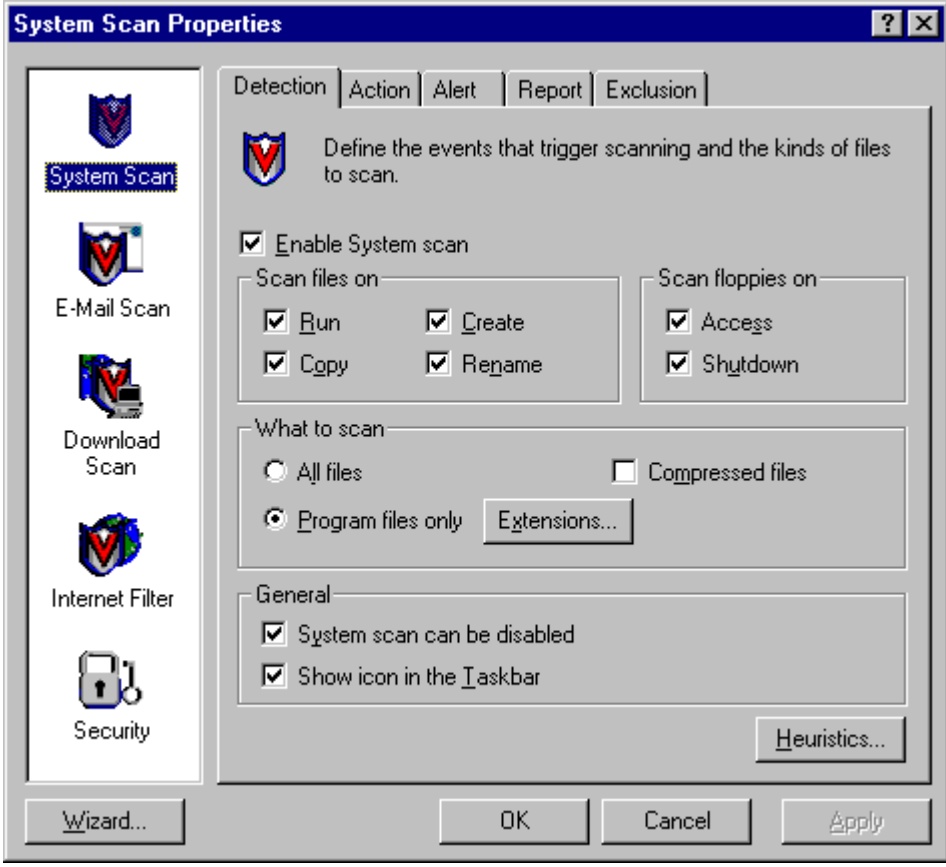 System Scan Properties
Detection Action Alert Report Exclusion
System Scan
E-Mail Scan
Download
Scan
Internet Filter
Security
Define the events that trigger scanning and the kinds of files
to scan.
Enable System scan
Scan files on
Run Create
Copy Rename
Scan floppies on
Access
Shutdown
What to scan
All files Compressed files
Program files only Extensions...
General
System scan can be disabled
Show icon in the Taskbar
Heuristics...
Wizard... OK Cancel Apply